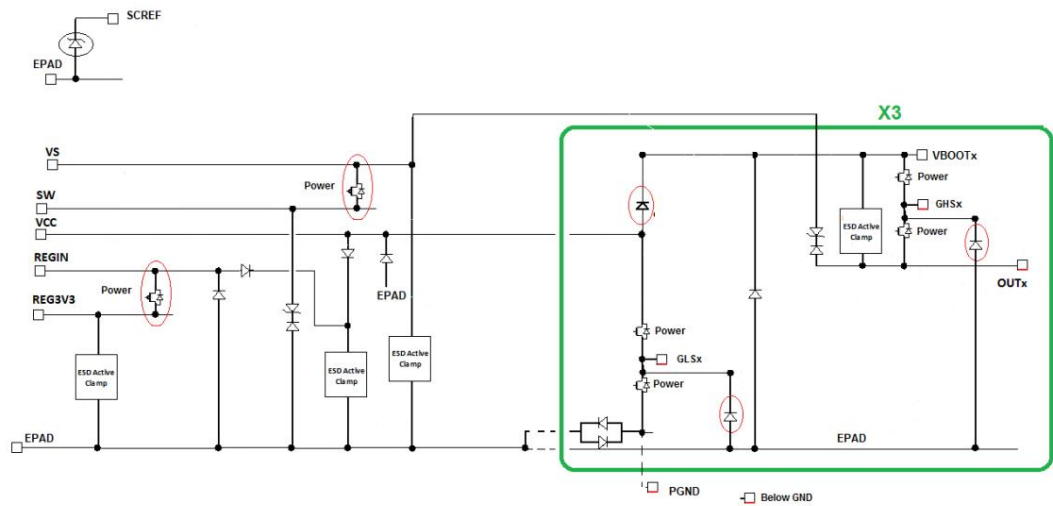 SCREF
EPAD
X3
VS
VBOOTx
Power
Power
SW
GHSx
VCC
ESD Active
Clamp
Power
REGIN
OUTx
Power
EPAD
REG3V3
Power
GLSx
ESD Active
Clamp
ESD Active
Clamp
ESD Active
Clamp
Power
EPAD
EPAD
PGND
Below GND